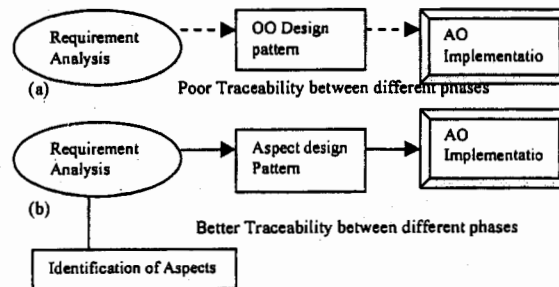 Requirement
Analysis
OO Design
pattern
AO
Implementatio
(a)
Poor Traceability between different phases
Requirement
Analysis
Aspect design
Pattern
AO
Implementatio
(b)
Better Traceability between different phases
Identification of Aspects